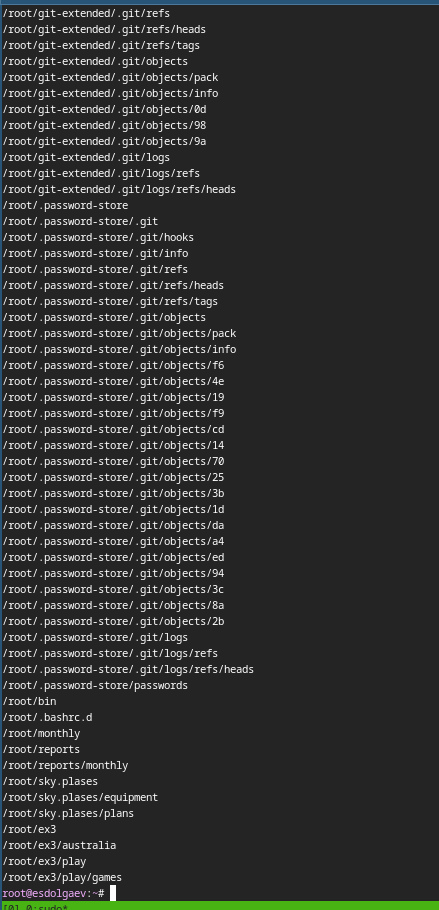 /root/git-extended/.git/refs
/root/git-extended/.git/refs/heads
/root/git-extended/.git/refs/tags
/root/git-extended/.git/objects
/root/git-extended/.git/objects/pack
/root/git-extended/.git/objects/info
/root/git-extended/.git/objects/0d
/root/git-extended/.git/objects/98
/root/git-extended/.git/objects/9a
/root/git-extended/.git/logs
/root/git-extended/.git/logs/refs
/root/git-extended/.git/logs/refs/heads
/root/.password-store
/root/.password-store/.git
/root/.password-store/.git/hooks
/root/.password-store/.git/info
/root/.password-store/.git/refs
/root/.password-store/.git/refs/heads
/root/.password-store/.git/refs/tags
/root/.password-store/.git/objects
/root/.password-store/.git/objects/pack
/root/.password-store/.git/objects/info
/root/.password-store/.git/objects/f6
/root/.password-store/.git/objects/4e
/root/.password-store/.git/objects/19
/root/.password-store/.git/objects/f9
/root/.password-store/.git/objects/cd
/root/.password-store/.git/objects/14
/root/.password-store/.git/objects/70
/root/.password-store/.git/objects/25
/root/.password-store/.git/objects/3b
/root/.password-store/.git/objects/1d
/root/.password-store/.git/objects/da
/root/.password-store/.git/objects/a4
/root/.password-store/.git/objects/ed
/root/.password-store/.git/objects/94
/root/.password-store/.git/objects/3c
/root/.password-store/.git/objects/8a
/root/.password-store/.git/objects/2b
/root/.password-store/.git/logs
/root/.password-store/.git/logs/refs
/root/.password-store/.git/logs/refs/heads
/root/.password-store/passwords
/root/bin
/root/.bashrc.d
/root/monthly
/root/reports
/root/reports/monthly
/root/sky.plases
/root/sky.plases/equipment
/root/sky.plases/plans
/root/ex3
/root/ex3/australia
/root/ex3/play
/root/ex3/play/games
root@esdolgaev:~#
[0] 0:sudo*